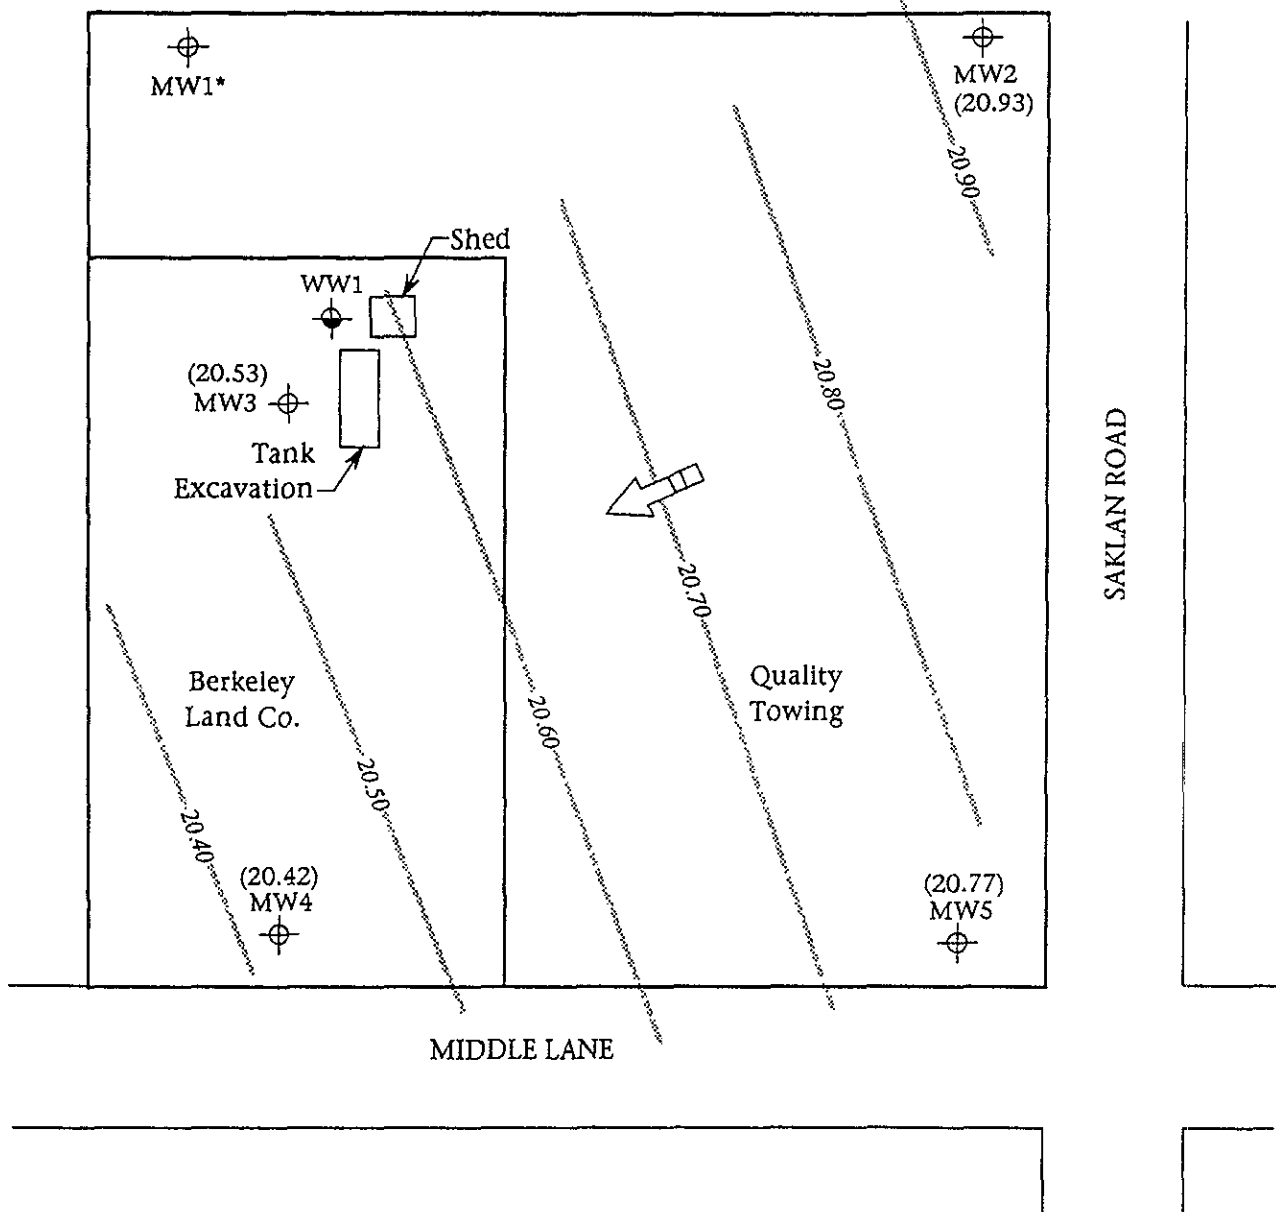 MW1*
MW2
(20.93)
20.90
Shed
WW1
(20.53)
MW3
20.80
Tank
Excavation
SAKLAN ROAD
20.70
Berkeley
Land Co.
Quality
Towing
20.60
20.50
20.40
(20.42)
MW4
(20.77)
MW5
MIDDLE LANE